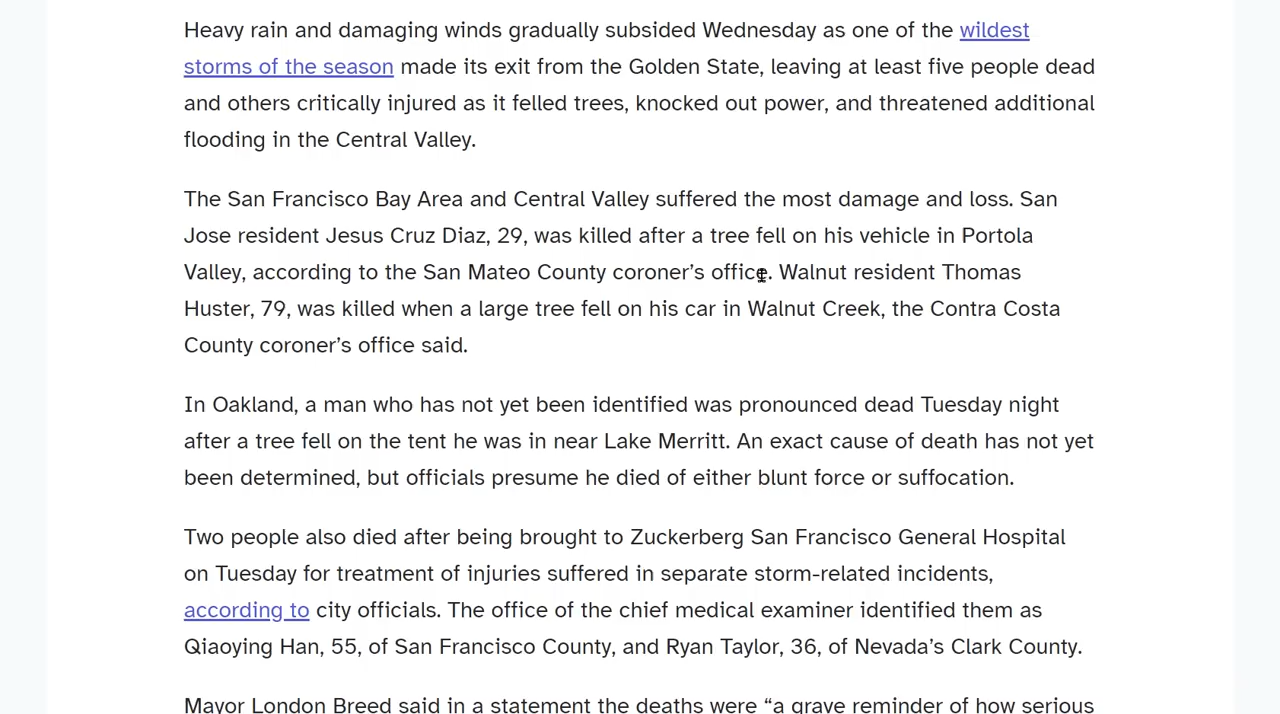 Heavy rain and damaging winds gradually subsided Wednesday as one of the wildest
storms of the season made its exit from the Golden State, leaving at least five people dead
and others critically injured as it felled trees, knocked out power, and threatened additional
flooding in the Central Valley.
The San Francisco Bay Area and Central Valley suffered the most damage and loss. San
Jose resident Jesus Cruz Diaz, 29, was killed after a tree fell on his vehicle in Portola
Valley, according to the San Mateo County coroner’s office. Walnut resident Thomas
Huster, 79, was killed when a large tree fell on his car in Walnut Creek, the Contra Costa
County coroner’s office said.
In Oakland, a man who has not yet been identified was pronounced dead Tuesday night
after a tree fell on the tent he was in near Lake Merritt. An exact cause of death has not yet
been determined, but officials presume he died of either blunt force or suffocation.
Two people also died after being brought to Zuckerberg San Francisco General Hospital
on Tuesday for treatment of injuries suffered in separate storm-related incidents,
according to city officials. The office of the chief medical examiner identified them as
Qiaoying Han, 55, of San Francisco County, and Ryan Taylor, 36, of Nevada’s Clark County.
Mayor London Breed said in a statement the deaths were “a grave reminder of how serious